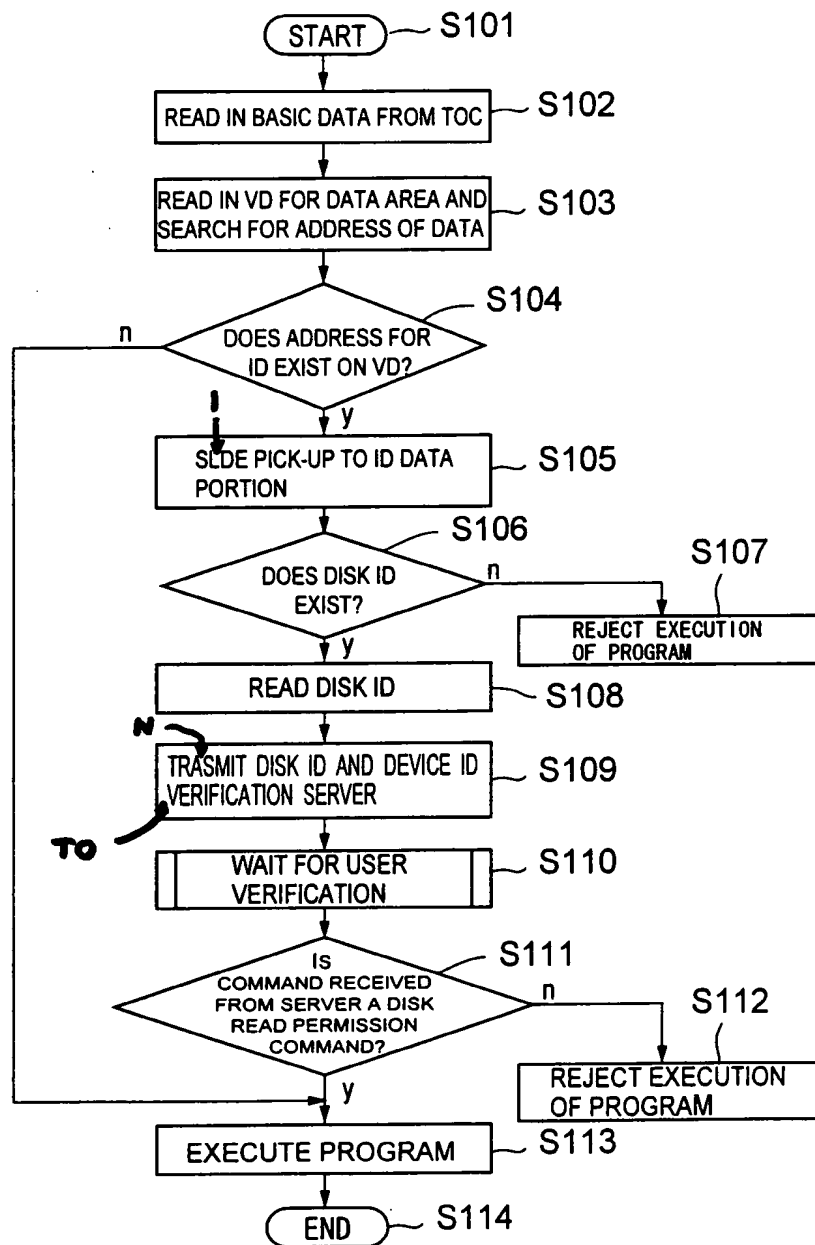 START
S101
READ IN BASIC DATA FROM TOC
S102
READ IN VD FOR DATA AREA AND
SEARCH FOR ADDRESS OF DATA
S103
S104
n
DOES ADDRESS FOR
ID EXIST ON VD?
y
I
SLDE PICK-UP TO ID DATA
PORTION
S105
S106
DOES DISK ID
EXIST?
n
y
S107
REJECT EXECUTION
OF PROGRAM
READ DISK ID
S108
N
TRASMIT DISK ID AND DEVICE ID
VERIFICATION SERVER
S109
TO
WAIT FOR USER
VERIFICATION
S110
S111
Is
COMMAND RECEIVED
FROM SERVER A DISK
READ PERMISSION
COMMAND?
n
y
S112
REJECT EXECUTION
OF PROGRAM
EXECUTE PROGRAM
S113
END
S114